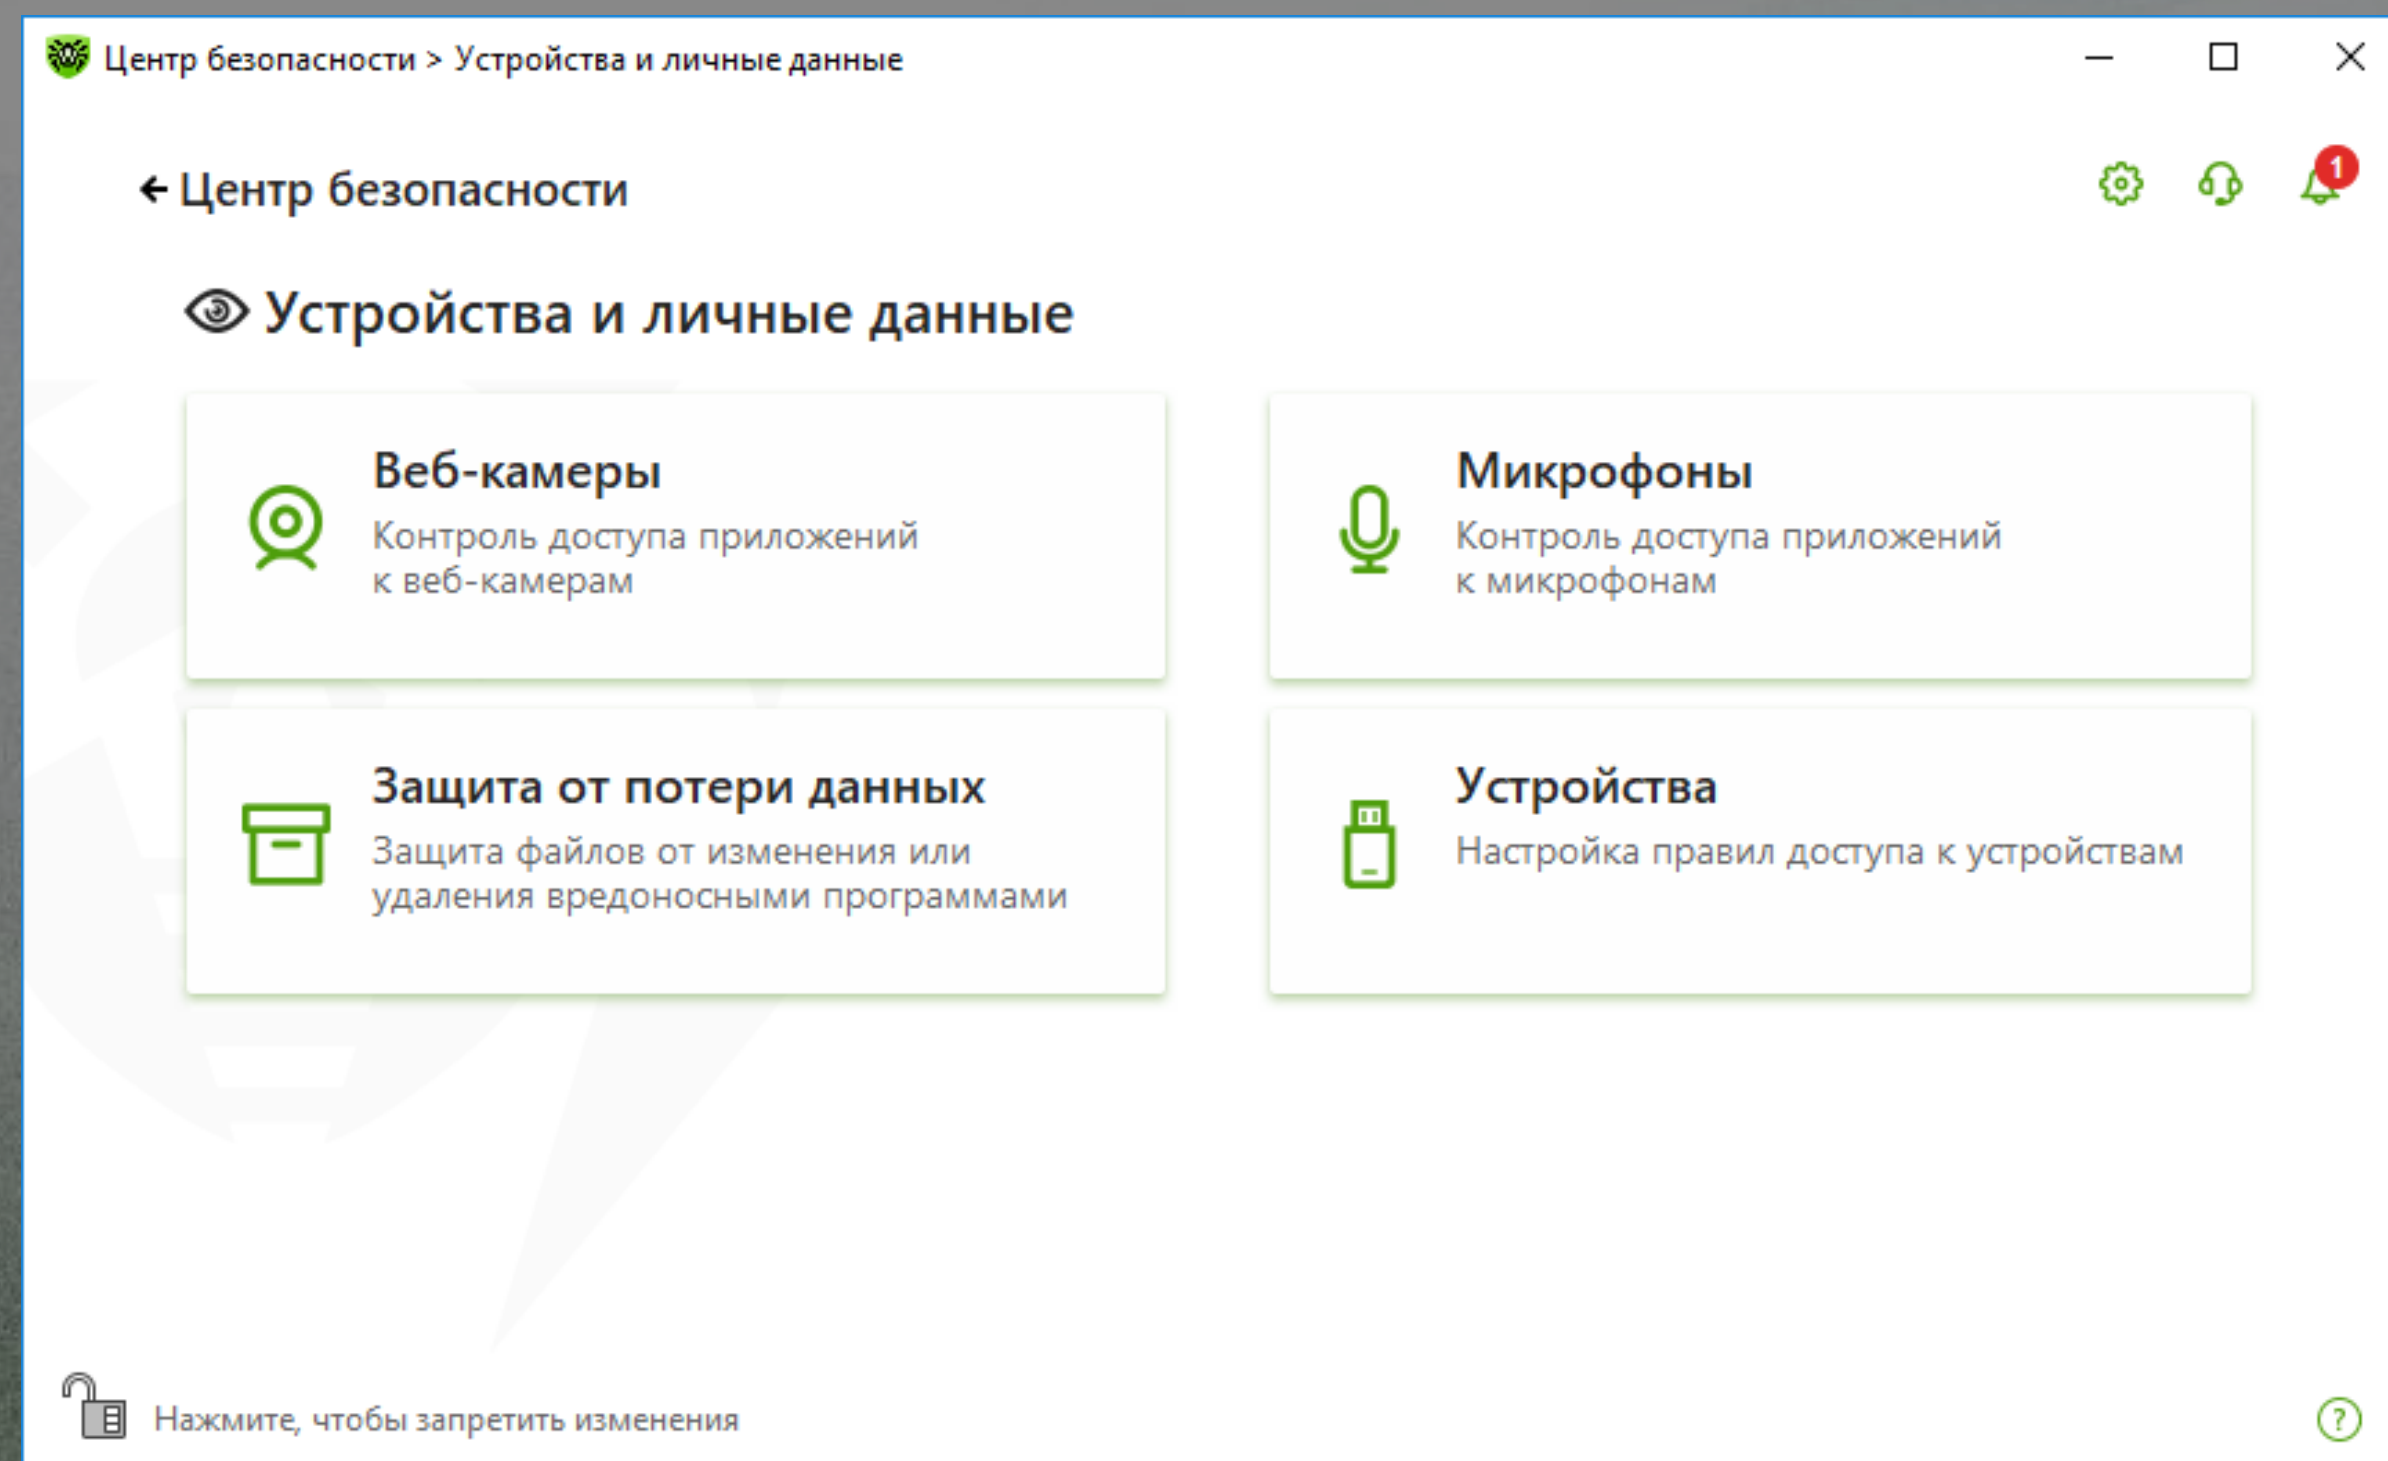 Центр безопасности > Устройства и личные данные
Центр безопасности
1
Устройства и личные данные
Веб-камеры
Контроль доступа приложений
к веб-камерам
Микрофоны
Контроль доступа приложений
к микрофонам
Защита от потери данных
Защита файлов от изменения или
удаления вредоносными программами
Устройства
Настройка правил доступа к устройствам
Нажмите, чтобы запретить изменения
?